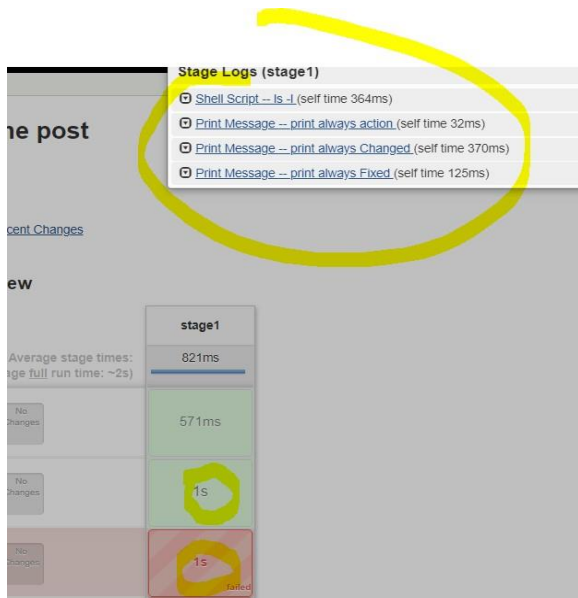 Stage Logs (stage1)
Shell Script -- ls -l (self time 364ms)
Print Message -- print always action (self time 32ms)
Print Message -- print always Changed (self time 370ms)
Print Message -- print always Fixed (self time 125ms)
ne post
cent Changes
ew
stage1
Average stage times:
821ms
age full run time: ~2s)
No
Changes
571ms
No
Changes
1s
No
Changes
1s
failed